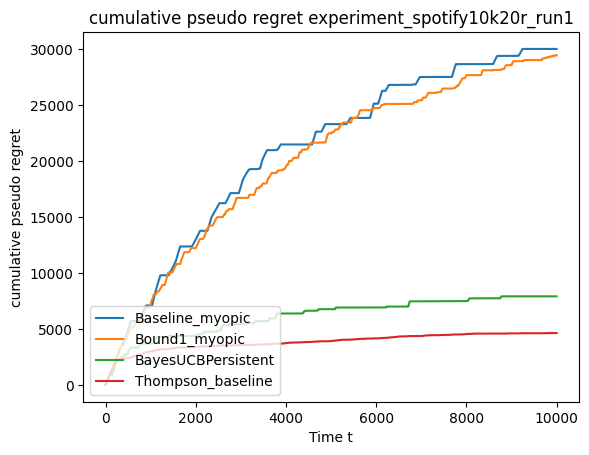 cumulative pseudo regret experiment_spotify10k20r_run1
cumulative pseudo regret
30000
25000
20000
15000
10000
5000
0
Baseline_myopic
Bound1_myopic
BayesUCBPersistent
Thompson_baseline
0 2000 4000 6000 8000 10000
Time t